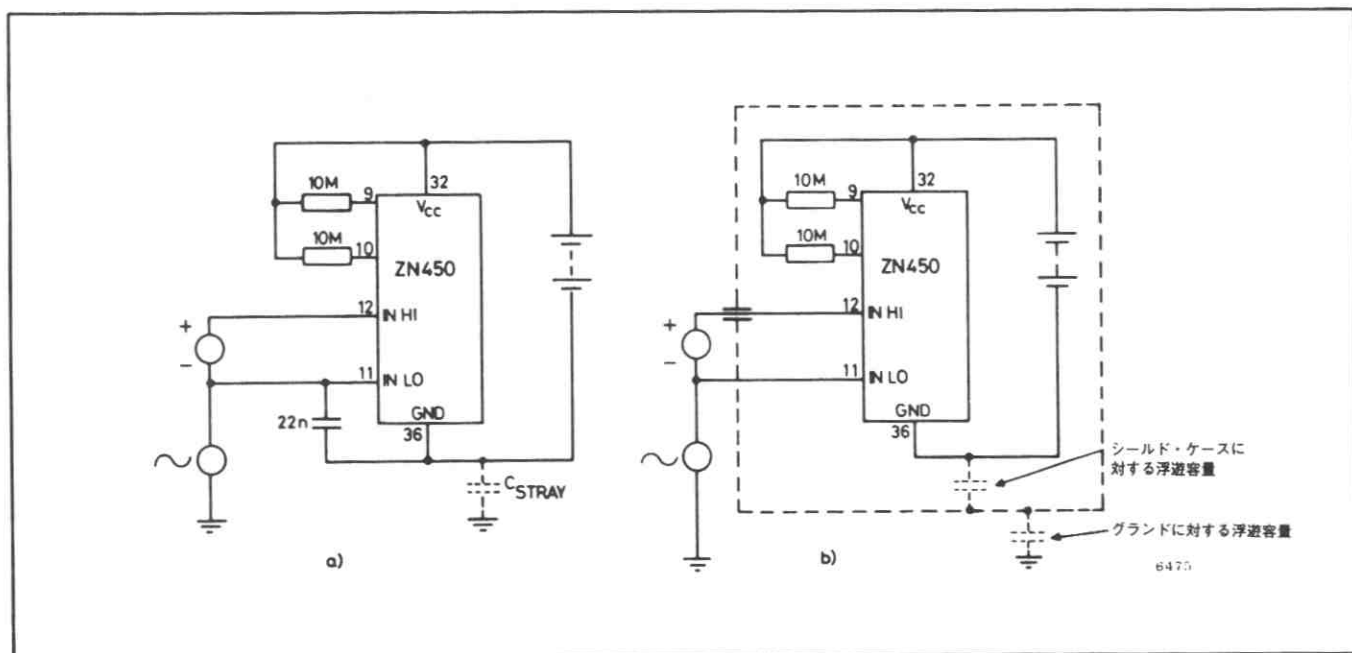 10M
9
32
VCC
10M
10
ZN450
+
12
IN HI
−
11
IN LO
GND
22n
36
CSTRAY
a)
10M
9
32
VCC
10M
10
ZN450
+
12
IN HI
−
11
IN LO
GND
36
シールド・ケースに
対する浮遊容量
グランドに対する浮遊容量
b)
6475